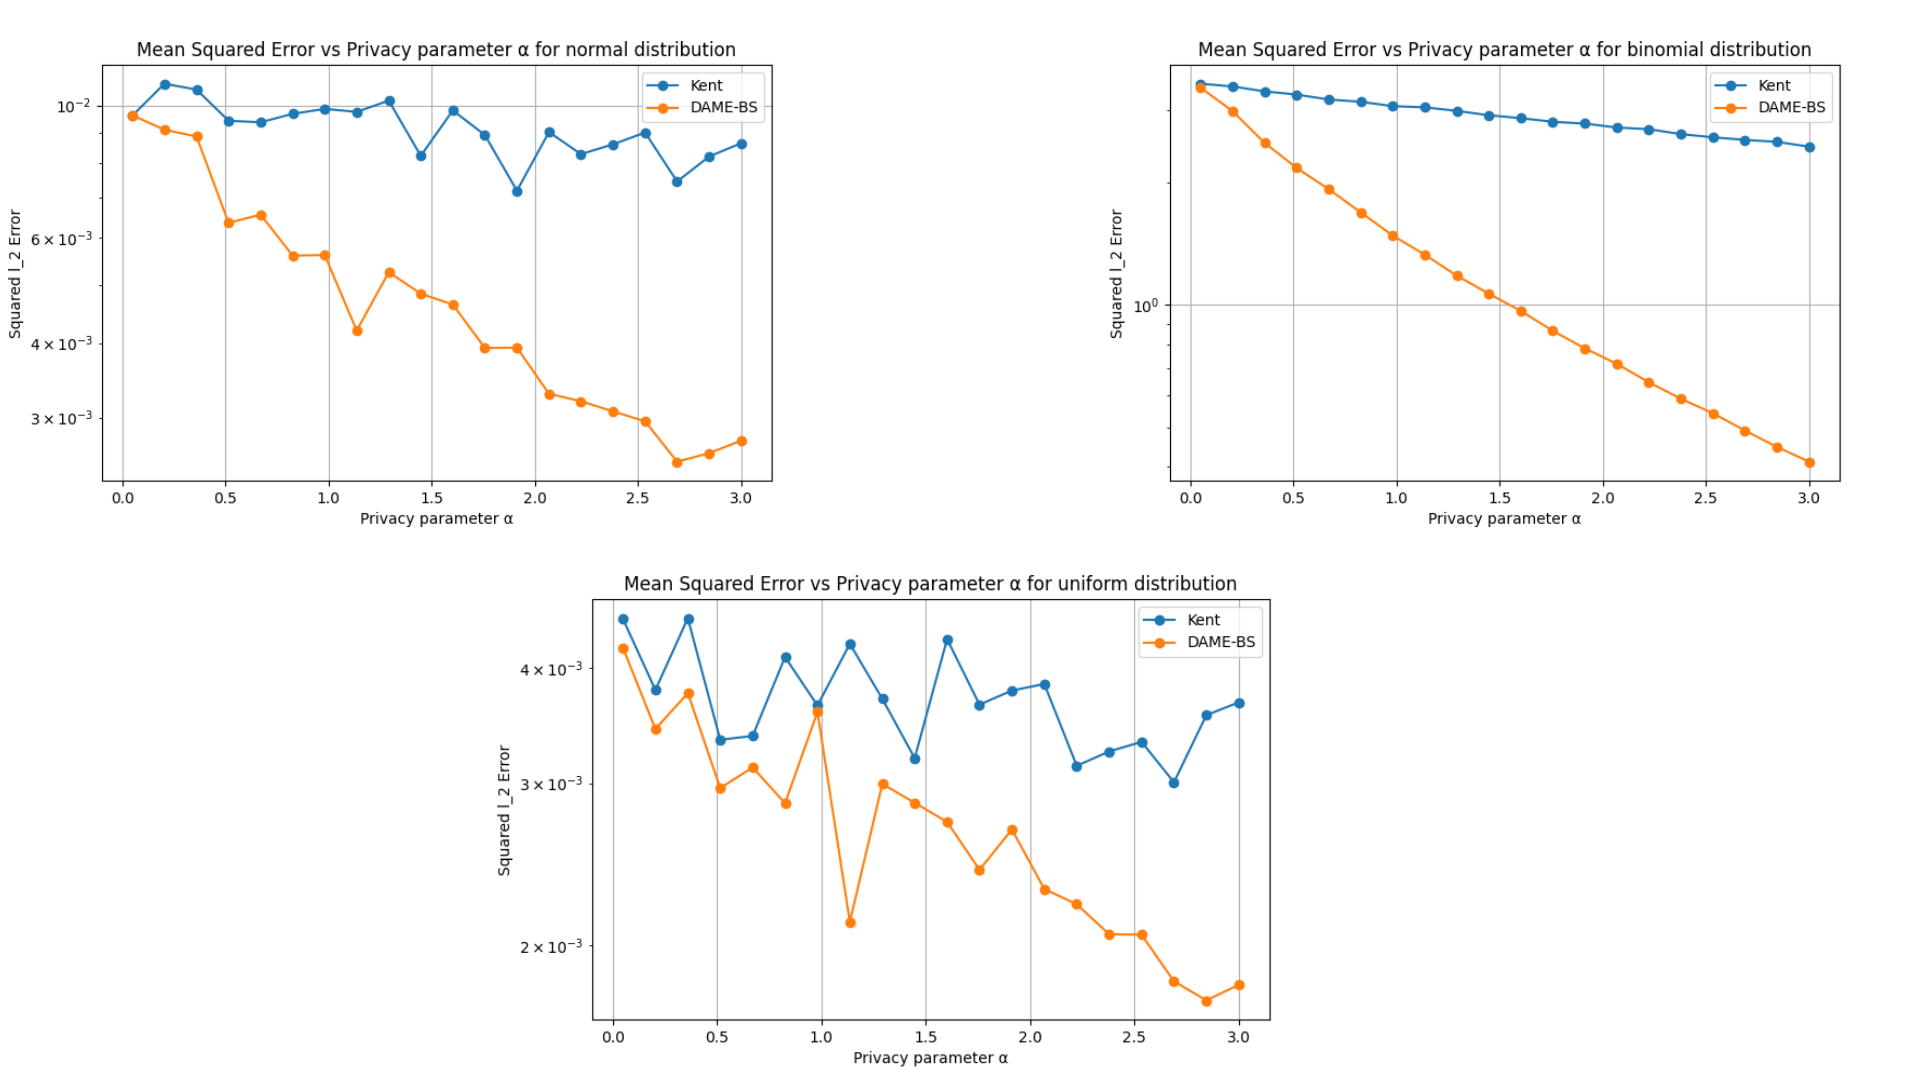 Mean Squared Error vs Privacy parameter α for normal distribution
Kent
DAME-BS
10⁻²
6 × 10⁻³
4 × 10⁻³
3 × 10⁻³
Squared l_2 Error
0.0 0.5 1.0 1.5 2.0 2.5 3.0
Privacy parameter α
Mean Squared Error vs Privacy parameter α for binomial distribution
Kent
DAME-BS
10⁰
Squared l_2 Error
0.0 0.5 1.0 1.5 2.0 2.5 3.0
Privacy parameter α
Mean Squared Error vs Privacy parameter α for uniform distribution
Kent
DAME-BS
4 × 10⁻³
3 × 10⁻³
2 × 10⁻³
Squared l_2 Error
0.0 0.5 1.0 1.5 2.0 2.5 3.0
Privacy parameter α